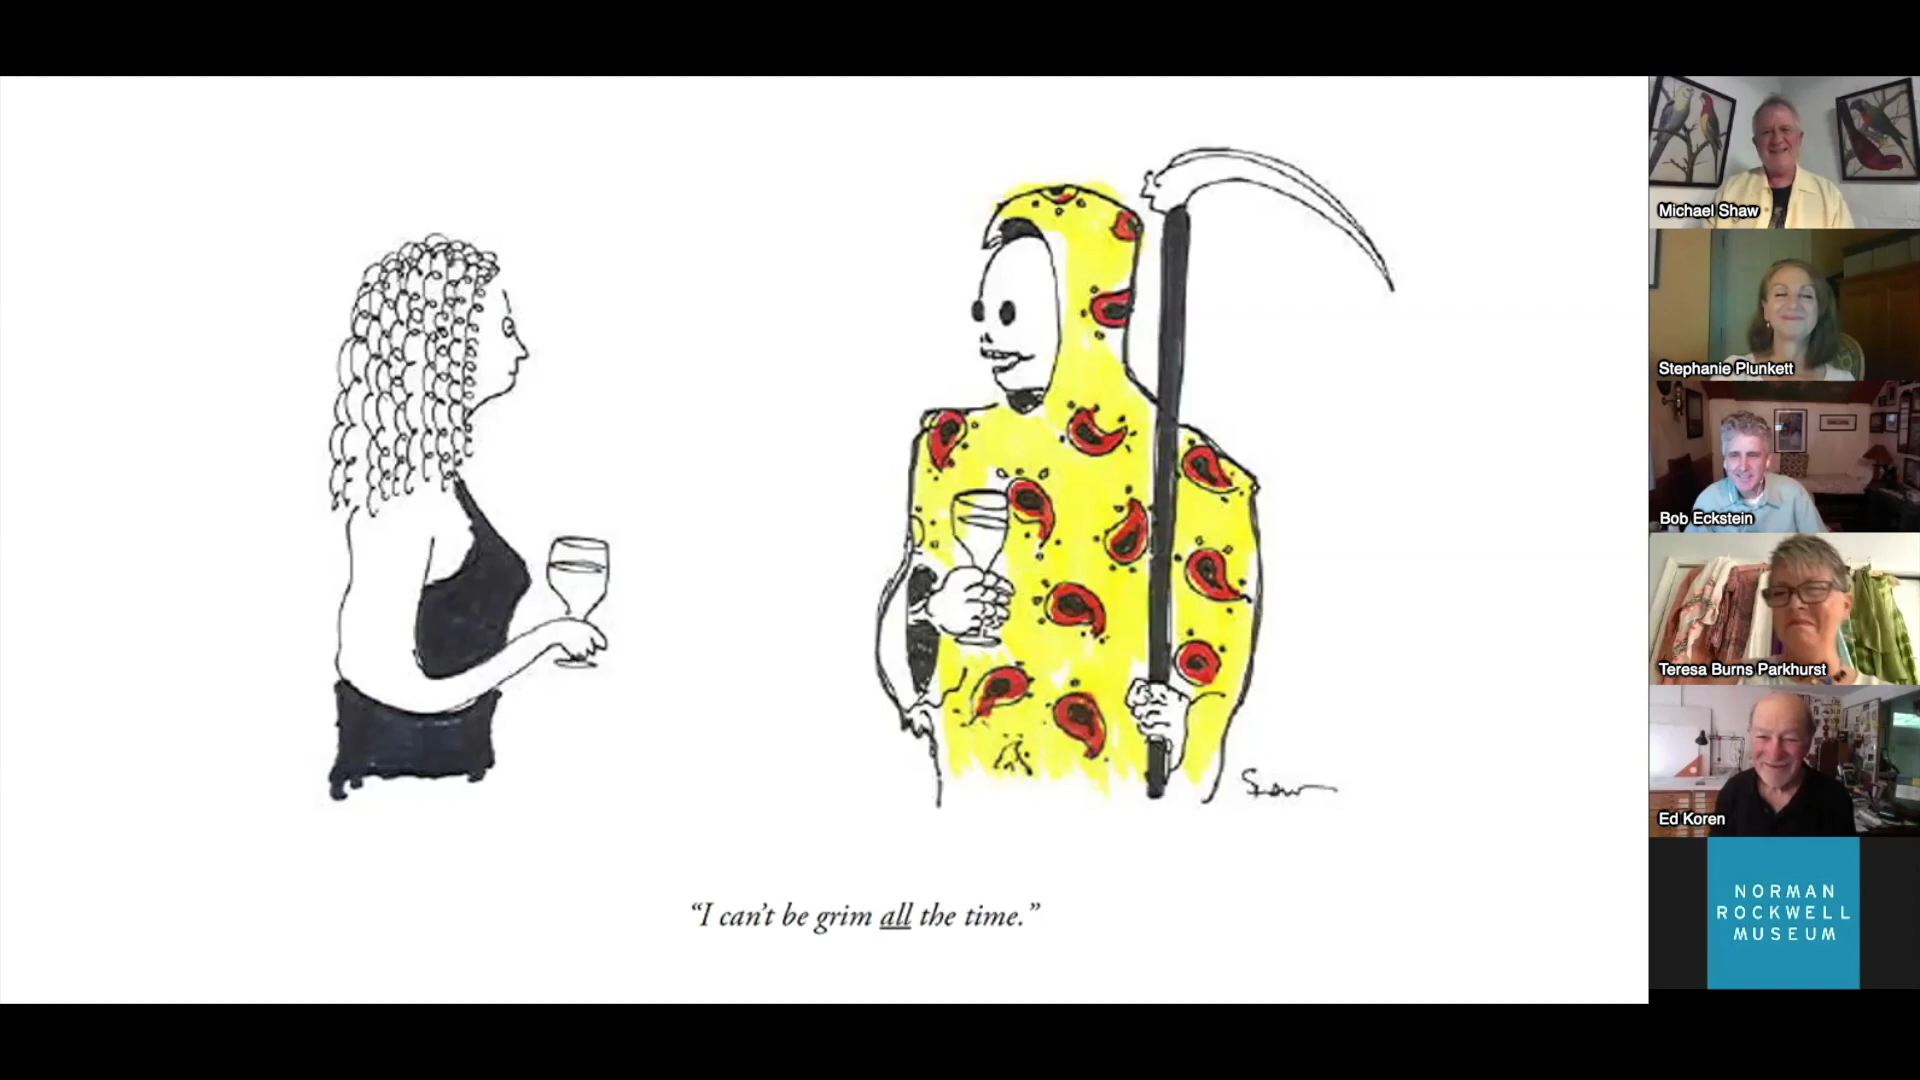 Shaw
“I can’t be grim all the time.”
Michael Shaw
Stephanie Plunkett
Bob Eckstein
Teresa Burns Parkhurst
Ed Koren
NORMAN
ROCKWELL
MUSEUM